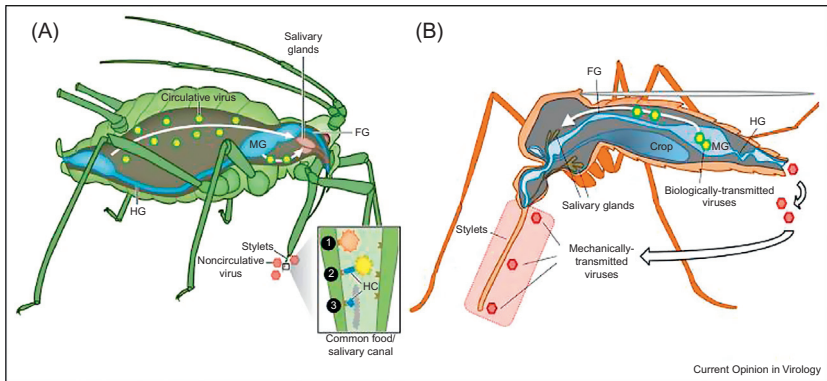 (A)
Salivary
glands
Circulative virus
FG
MG
HG
Stylets
Noncirculative
virus
1
2
3
HC
Common food/
salivary canal
(B)
FG
HG
MG
Crop
Biologically-transmitted
viruses
Salivary glands
Stylets
Mechanically-
transmitted
viruses
Current Opinion in Virology